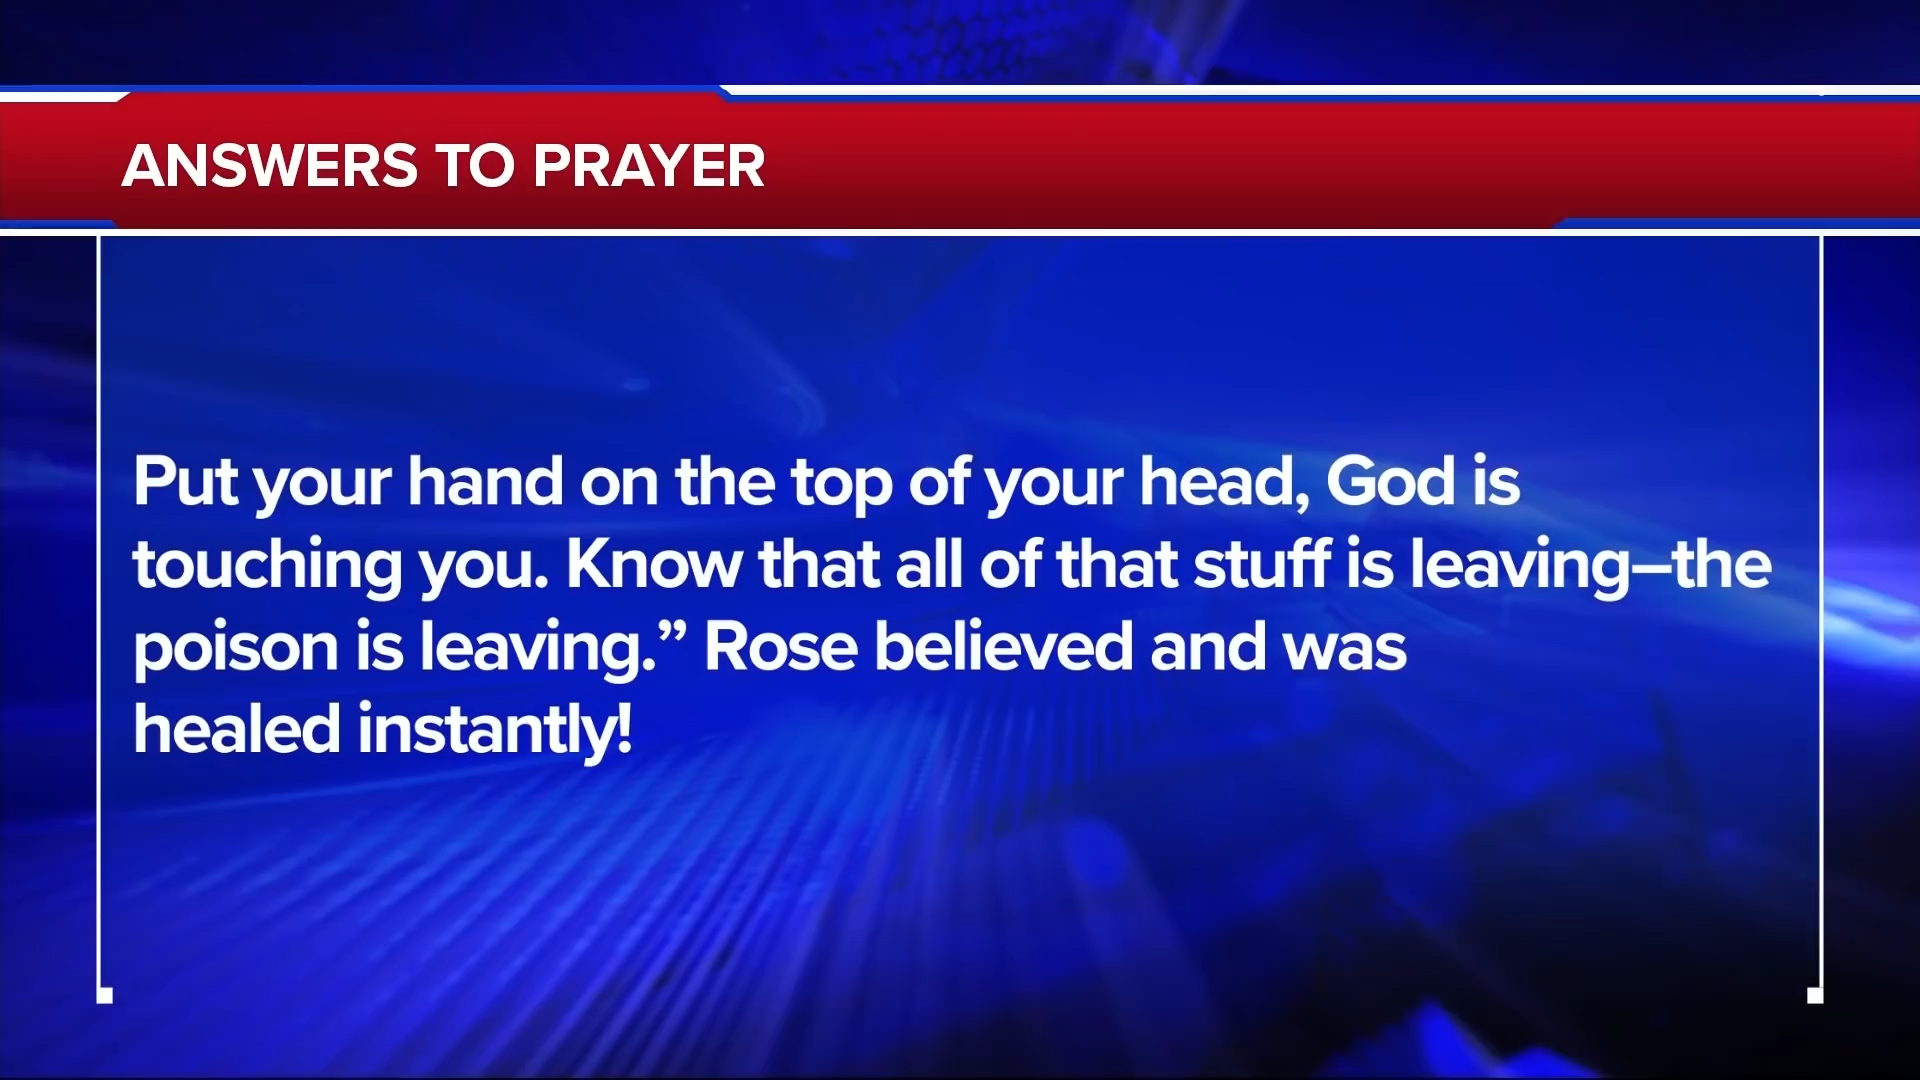 ANSWERS TO PRAYER
Put your hand on the top of your head, God is
touching you. Know that all of that stuff is leaving–the
poison is leaving.” Rose believed and was
healed instantly!